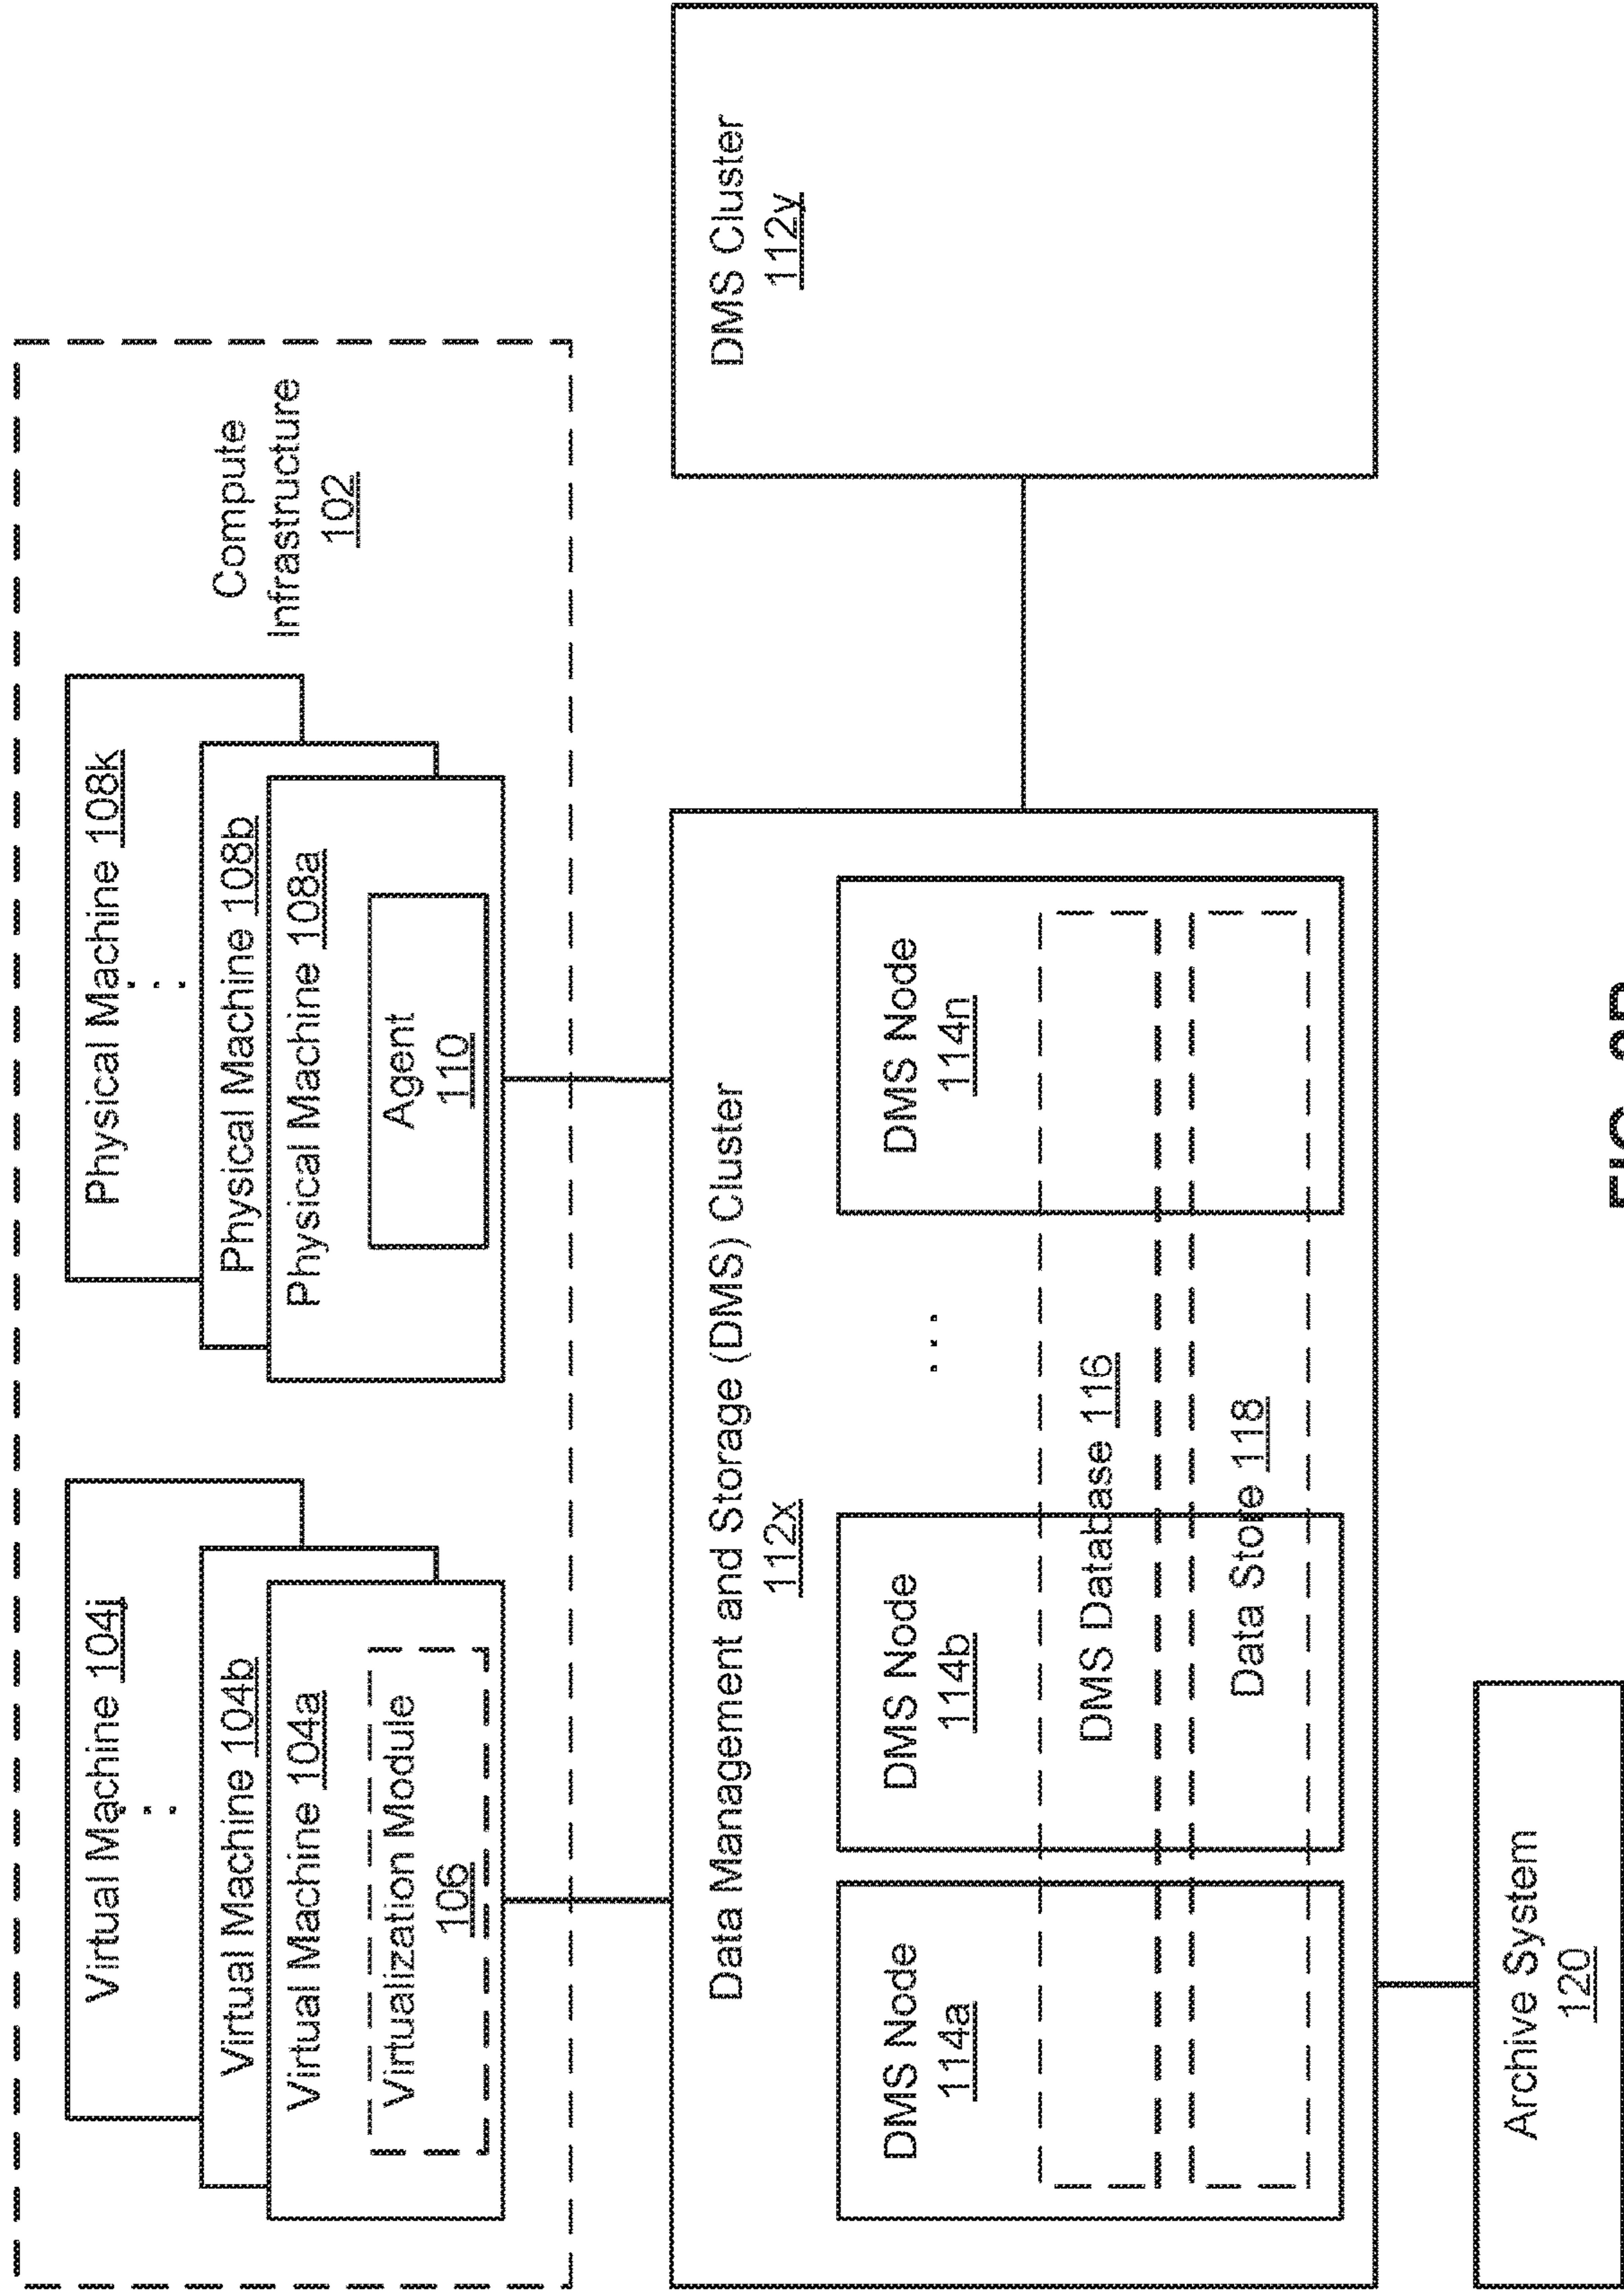 Virtual Machine 104j
Virtual Machine 104b
Virtual Machine 104a
Virtualization Module
106
Physical Machine 108k
Physical Machine 108b
Physical Machine 108a
Agent
110
Compute
Infrastructure
102
Data Management and Storage (DMS) Cluster
112x
DMS Node
114a
DMS Node
114b
. . .
DMS Node
114n
DMS Database 116
Data Store 118
DMS Cluster
112y
Archive System
120